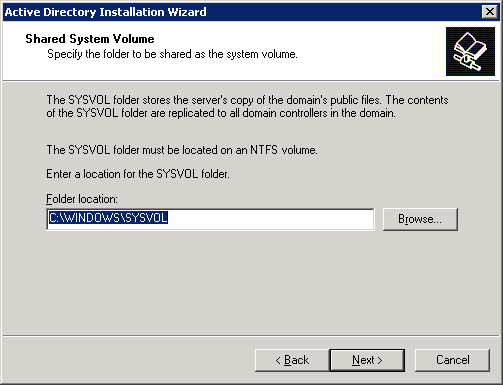 Active Directory Installation Wizard
Shared System Volume
Specify the folder to be shared as the system volume.
The SYSVOL folder stores the server's copy of the domain's public files. The contents
of the SYSVOL folder are replicated to all domain controllers in the domain.
The SYSVOL folder must be located on an NTFS volume.
Enter a location for the SYSVOL folder.
Folder location:
C:\WINDOWS\SYSVOL
Browse...
< Back
Next >
Cancel